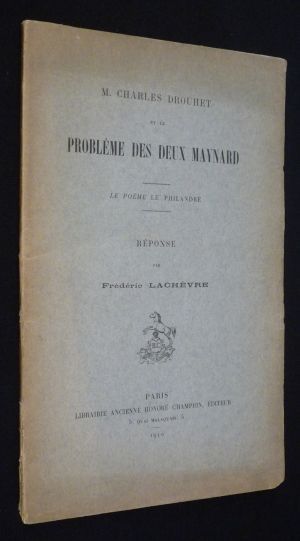 M. CHARLES DROUHET
ET LE
PROBLÈME DES DEUX MAYNARD
LE POÈME LE PHILANDRE
RÉPONSE
PAR
Frédéric LACHÈVRE
PARIS
LIBRAIRIE ANCIENNE HONORÉ CHAMPION, ÉDITEUR
5, QUAI MALAQUAIS, 5
1910